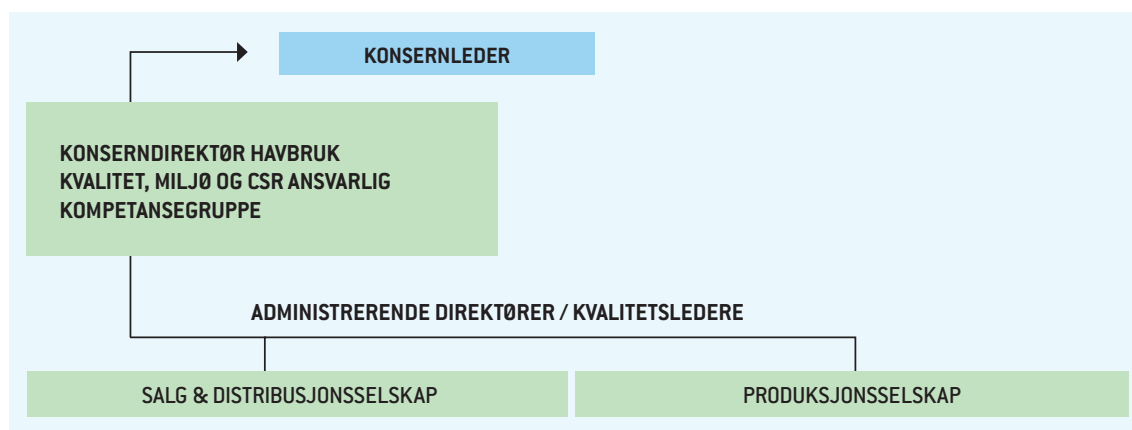 KONSERNLEDER
KONSERNDIREKTØR HAVBRUK
KVALITET, MILJØ OG CSR ANSVARLIG
KOMPETANSEGRUPPE
ADMINISTRERENDE DIREKTØRER / KVALITETSLEDERE
SALG & DISTRIBUSJONSSELSKAP
PRODUKSJONSSELSKAP